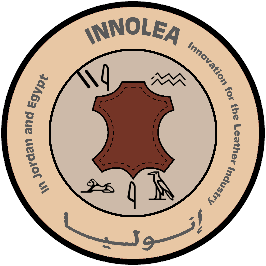 INNOLEA
Innovation for the Leather Industry
in Jordan and Egypt
إنوليا